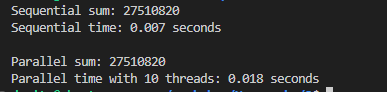 Sequential sum: 27510820
Sequential time: 0.007 seconds
Parallel sum: 27510820
Parallel time with 10 threads: 0.018 seconds